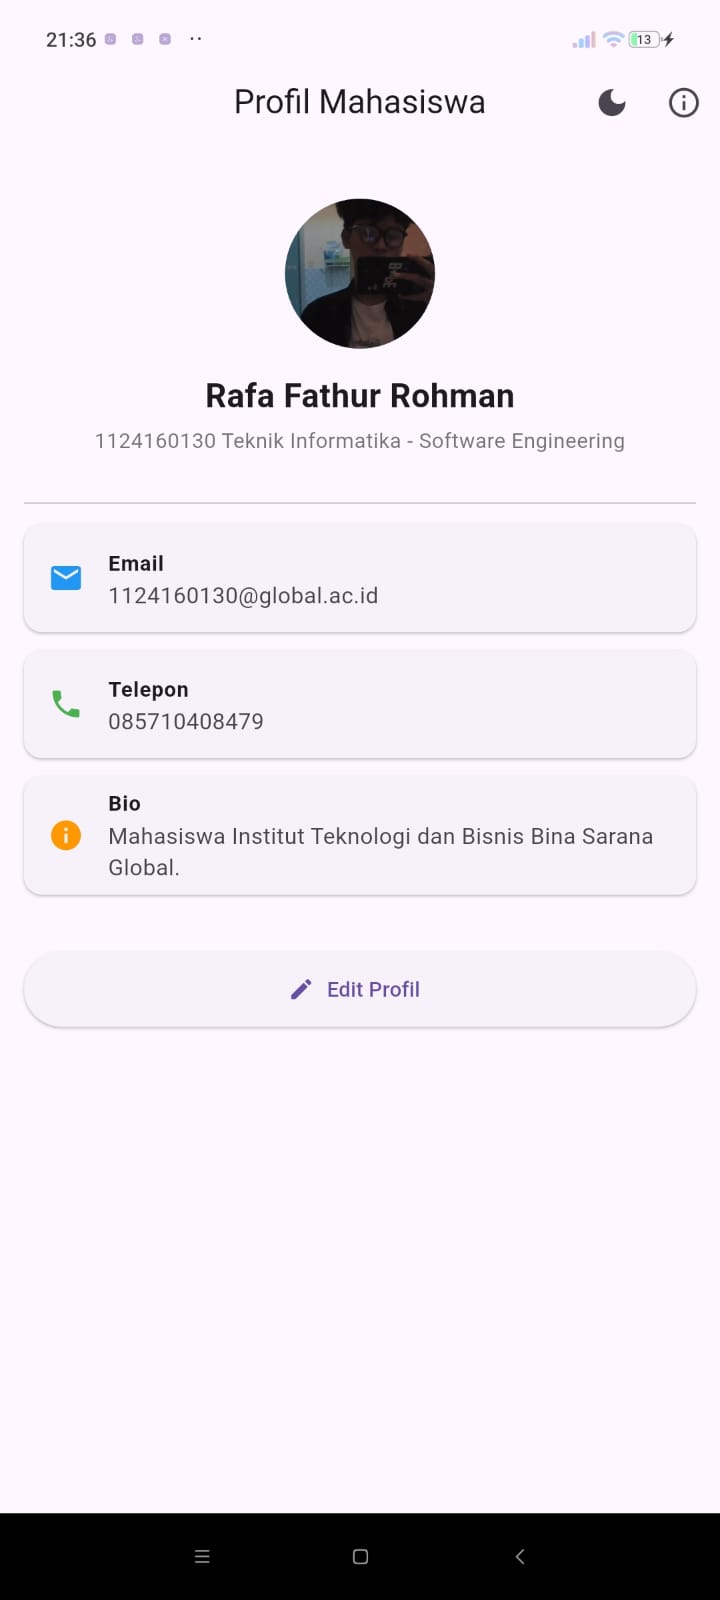 21:36
13
Profil Mahasiswa
Rafa Fathur Rohman
1124160130 Teknik Informatika - Software Engineering
Email
1124160130@global.ac.id
Telepon
085710408479
Bio
Mahasiswa Institut Teknologi dan Bisnis Bina Sarana
Global.
Edit Profil